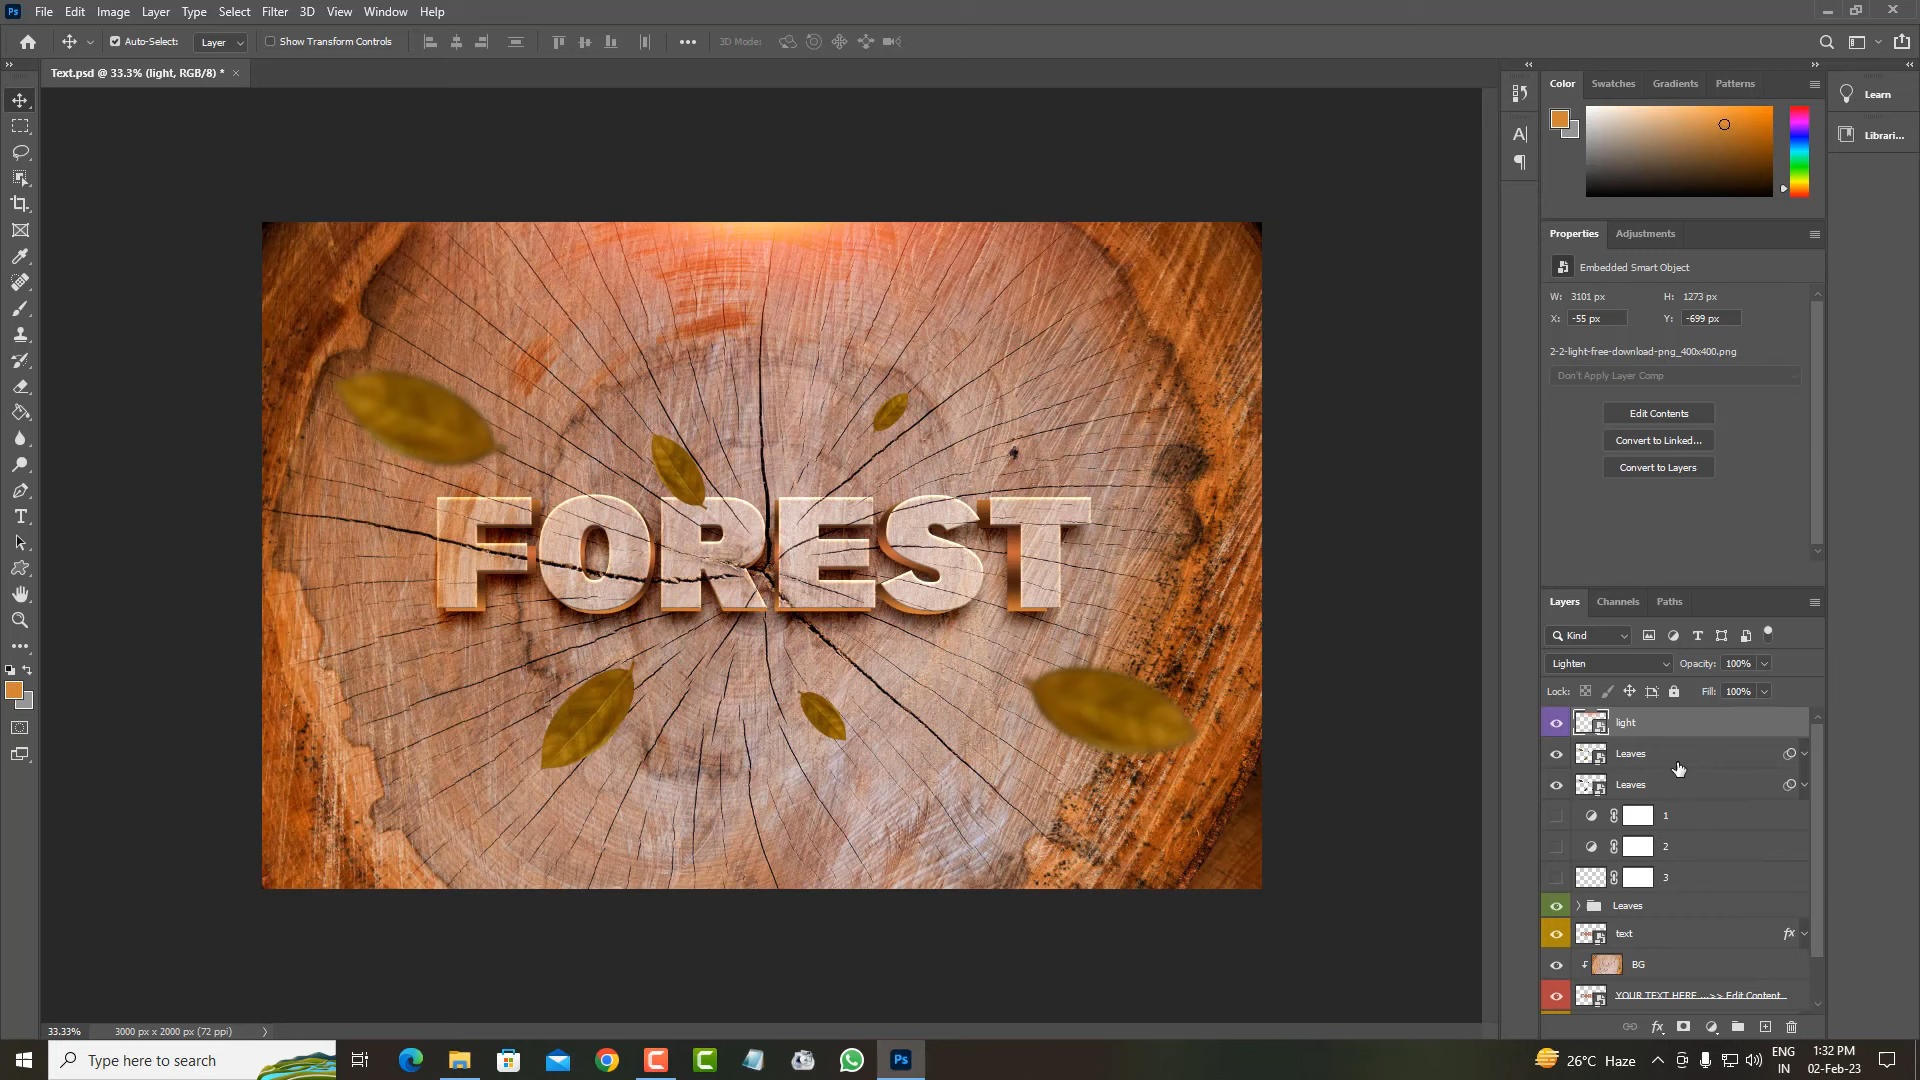 Ps File Edit Image Layer Type Select Filter 3D View Window Help
Auto-Select: Layer Show Transform Controls 3D Mode:
Text.psd @ 33.3% (light, RGB/8) *
Color Swatches Gradients Patterns
Learn
Librari...
Properties Adjustments
Embedded Smart Object
W: 3101 px H: 1273 px
X: -55 px Y: -699 px
2-2-light-free-download-png_400x400.png
Don't Apply Layer Comp
Edit Contents
Convert to Linked...
Convert to Layers
FOREST
Layers Channels Paths
Kind
Lighten Opacity: 100%
Lock: Fill: 100%
light
Leaves
Leaves
1
2
3
Leaves
text fx
BG
YOUR TEXT HERE ...>> Edit Content
33.33% 3000 px x 2000 px (72 ppi)
Type here to search
Ps
26°C Haze
ENG
IN
1:32 PM
02-Feb-23